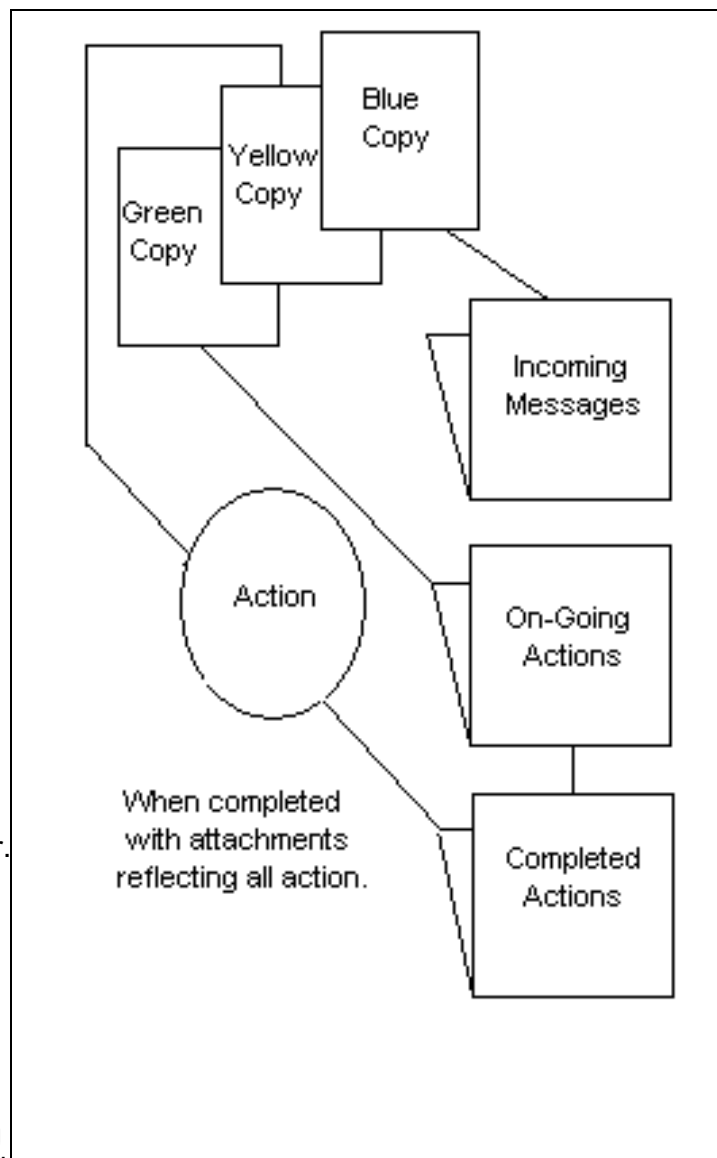 Blue
Copy
Yellow
Copy
Green
Copy
Incoming
Messages
Action
On-Going
Actions
When completed
with attachments
reflecting all action.
Completed
Actions